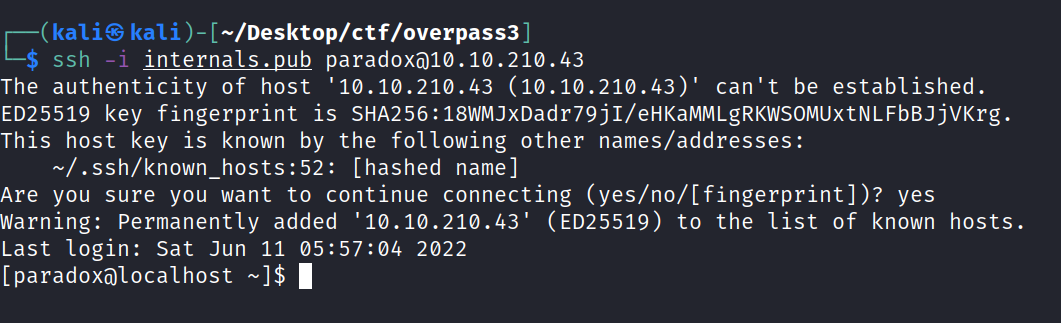 ┌──(kali㉿kali)-[~/Desktop/ctf/overpass3]
└─$ ssh -i internals.pub paradox@10.10.210.43
The authenticity of host '10.10.210.43 (10.10.210.43)' can't be established.
ED25519 key fingerprint is SHA256:18WMJxDadr79jI/eHKaMMLgRKWSOMUxtNLFbBJjVKrg.
This host key is known by the following other names/addresses:
    ~/.ssh/known_hosts:52: [hashed name]
Are you sure you want to continue connecting (yes/no/[fingerprint])? yes
Warning: Permanently added '10.10.210.43' (ED25519) to the list of known hosts.
Last login: Sat Jun 11 05:57:04 2022
[paradox@localhost ~]$